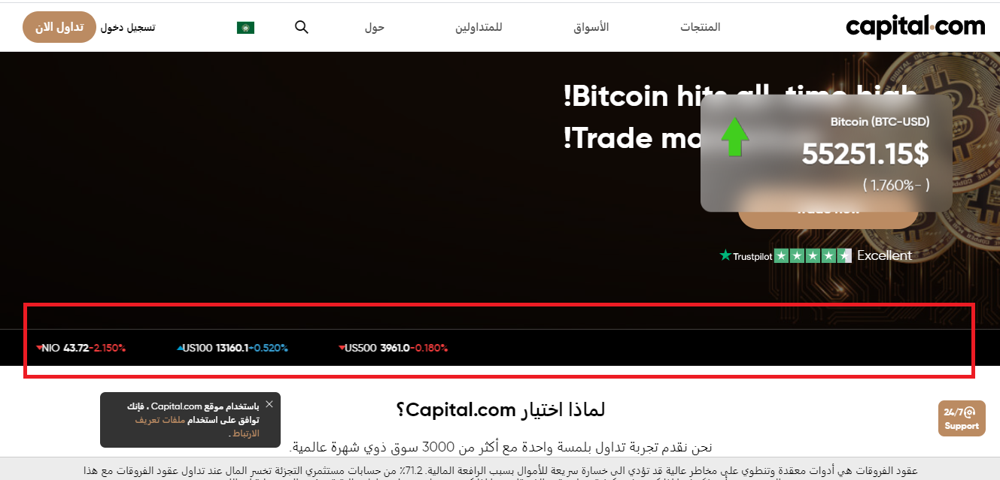 capital.com
المنتجات
الأسواق
للمتداولين
حول
تسجيل دخول
تداول الان
!Bitcoin hits all-time high
!Trade mo
Bitcoin (BTC-USD)
55251.15$
( 1.760%- )
Trustpilot Excellent
NIO 43.72 -2.150%
US100 13160.1 +0.520%
US500 3961.0 -0.180%
باستخدام موقع Capital.com ، فإنك
توافق على استخدام ملفات تعريف
الارتباط .
لماذا اختيار Capital.com؟
24/7
Support
نحن نقدم تجربة تداول بلمسة واحدة مع أكثر من 3000 سوق ذوي شهرة عالمية.
عقود الفروقات هي أدوات معقدة وتنطوي على مخاطر عالية قد تؤدي الى خسارة سريعة للأموال بسبب الرافعة المالية. 71.2٪ من حسابات مستثمري التجزئة تخسر المال عند تداول عقود الفروقات مع هذا